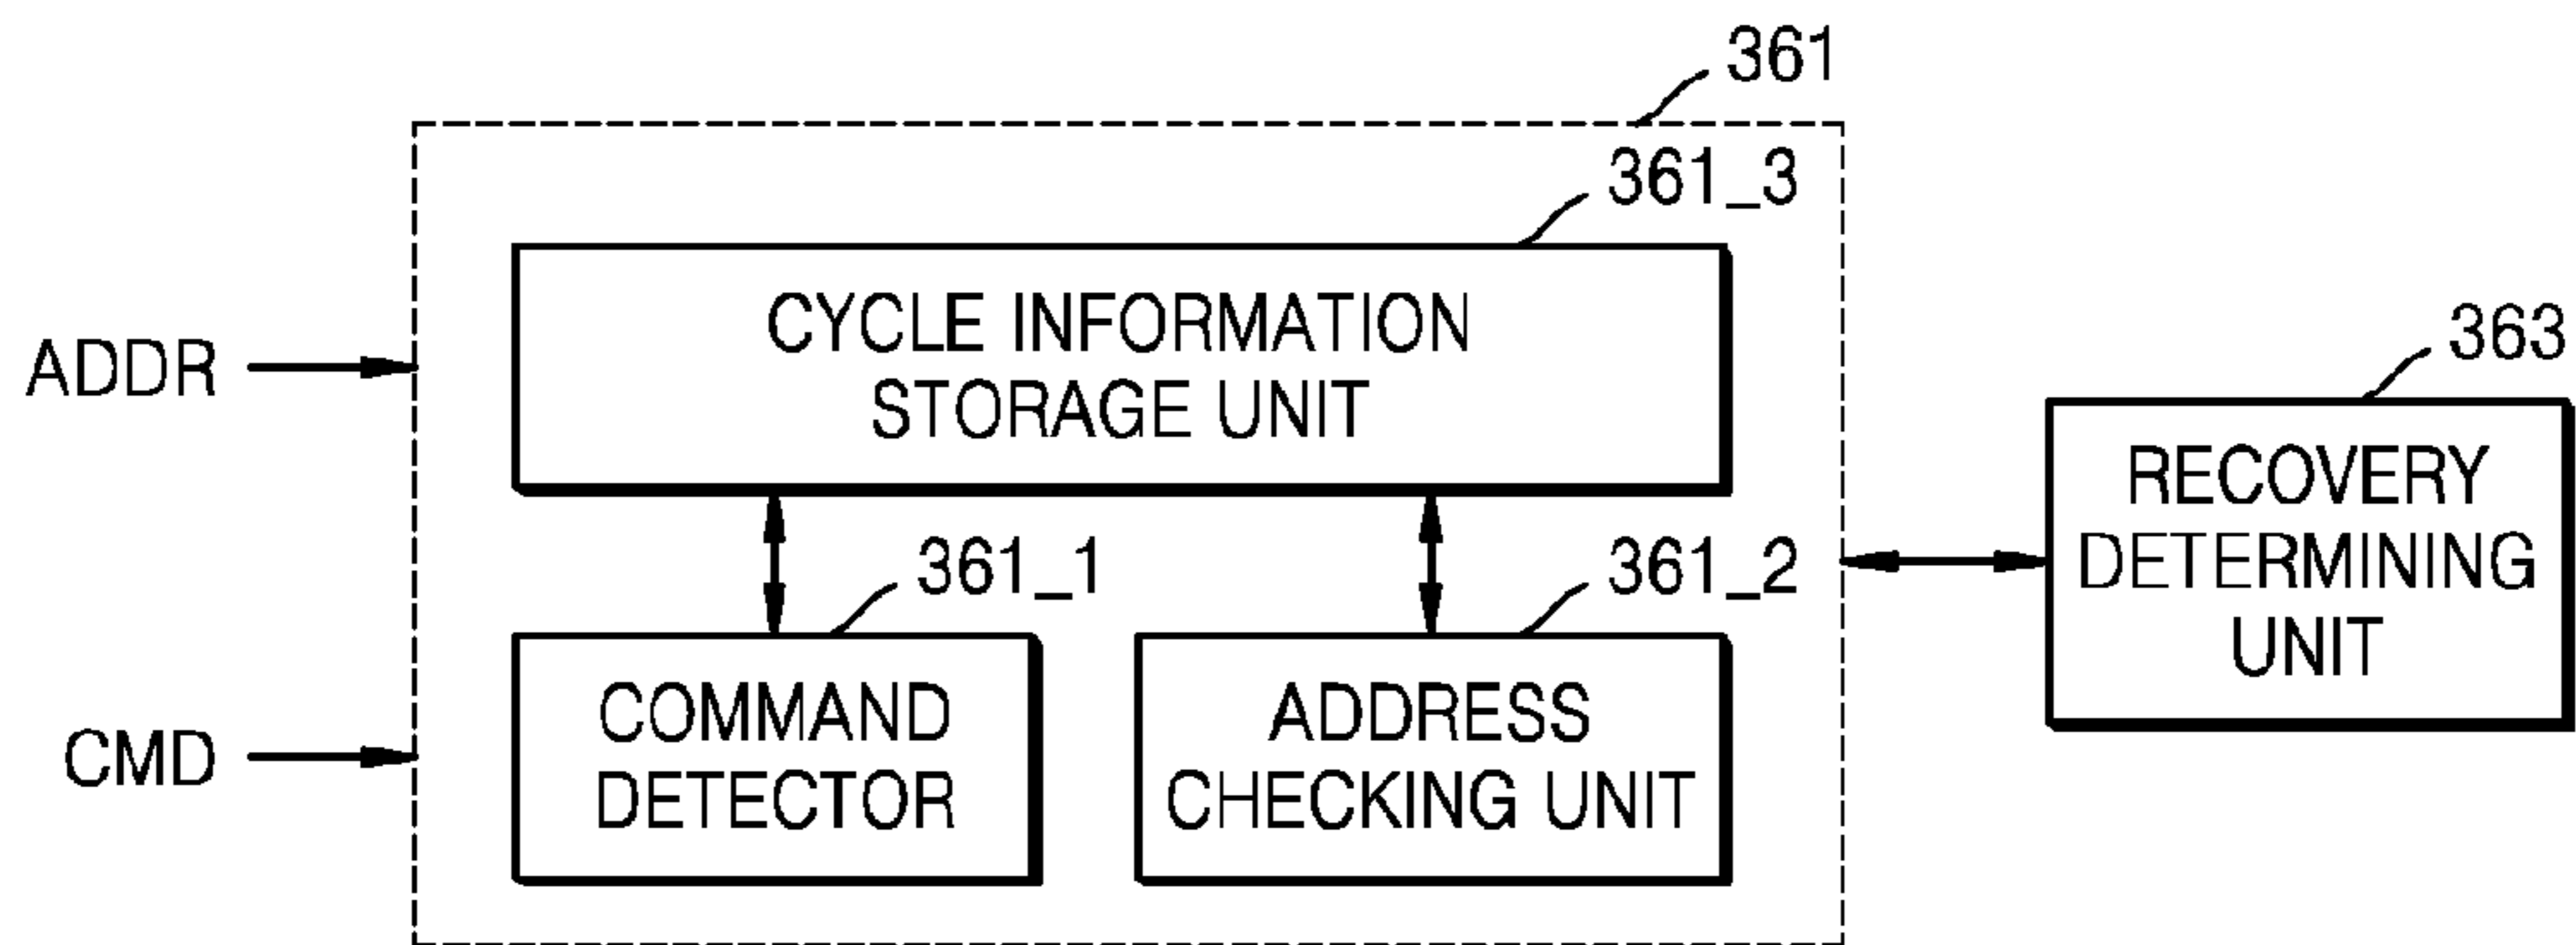 361
361_3
CYCLE INFORMATION
STORAGE UNIT
ADDR
363
RECOVERY
DETERMINING
UNIT
361_1
361_2
COMMAND
DETECTOR
ADDRESS
CHECKING UNIT
CMD